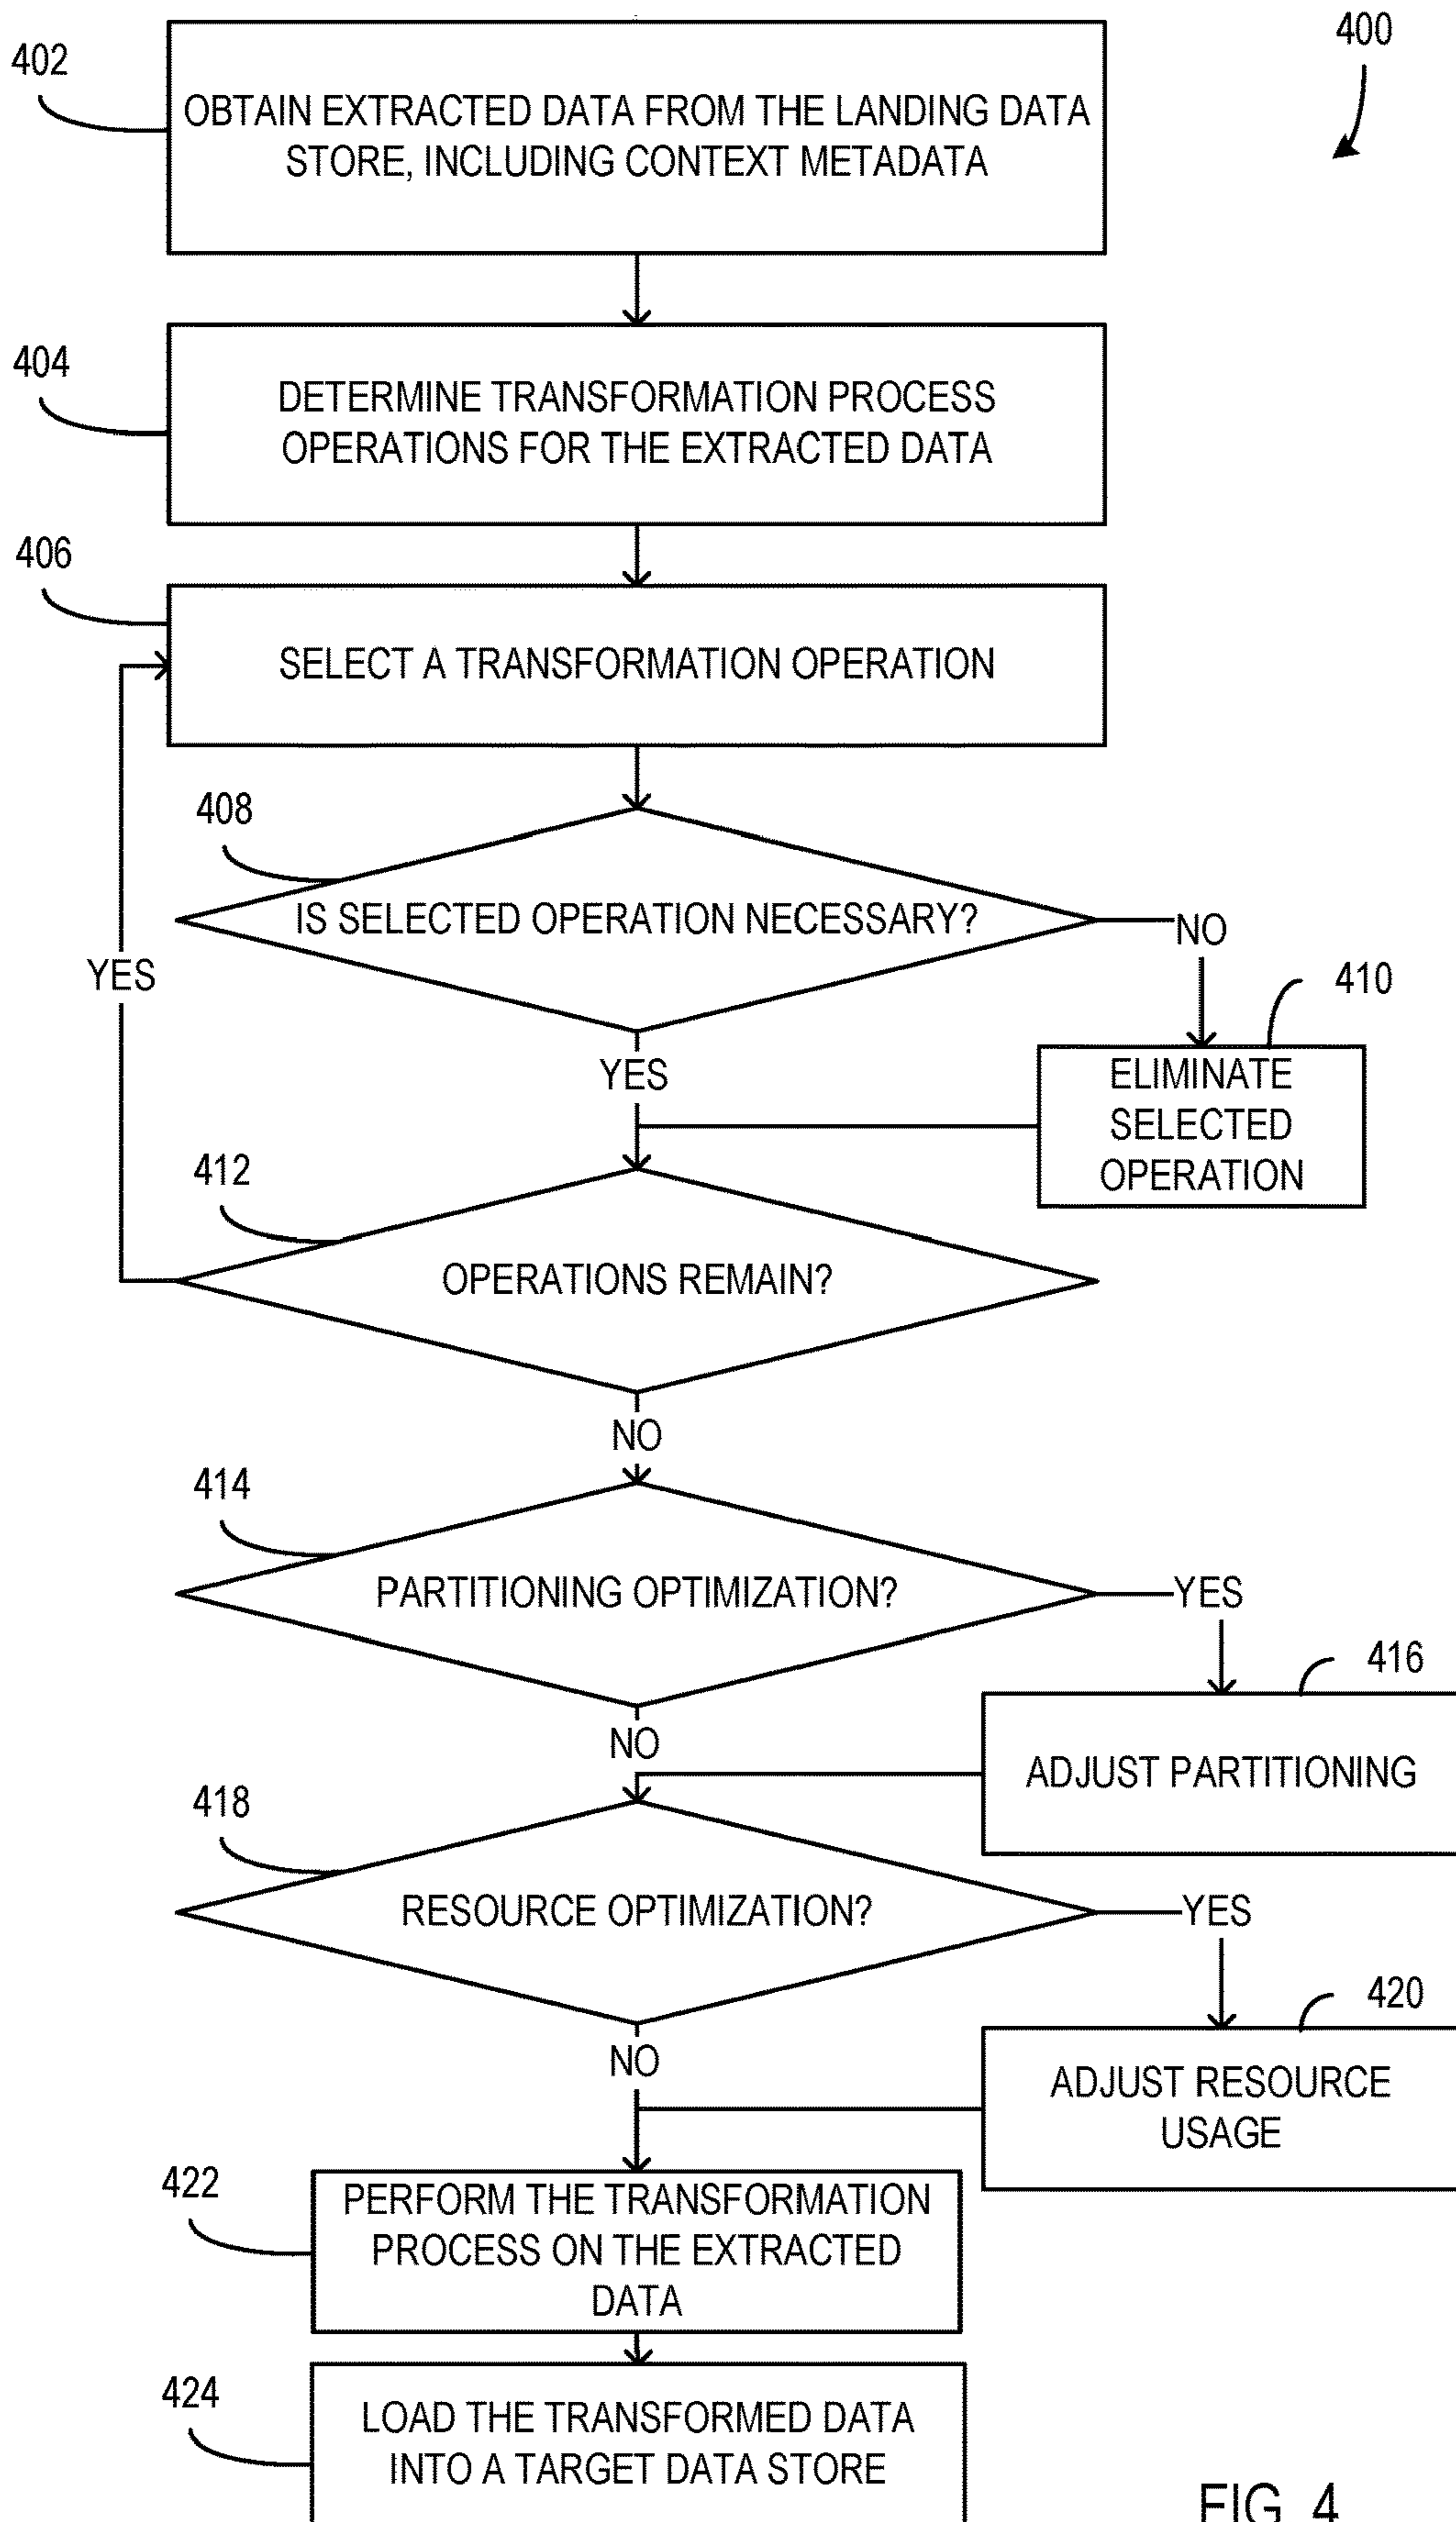 400
402
OBTAIN EXTRACTED DATA FROM THE LANDING DATA
STORE, INCLUDING CONTEXT METADATA
404
DETERMINE TRANSFORMATION PROCESS
OPERATIONS FOR THE EXTRACTED DATA
406
SELECT A TRANSFORMATION OPERATION
408
IS SELECTED OPERATION NECESSARY?
NO
YES
410
YES
ELIMINATE
SELECTED
OPERATION
412
OPERATIONS REMAIN?
NO
414
PARTITIONING OPTIMIZATION?
YES
416
NO
ADJUST PARTITIONING
418
RESOURCE OPTIMIZATION?
YES
420
NO
ADJUST RESOURCE
USAGE
422
PERFORM THE TRANSFORMATION
PROCESS ON THE EXTRACTED
DATA
424
LOAD THE TRANSFORMED DATA
INTO A TARGET DATA STORE
FIG. 4